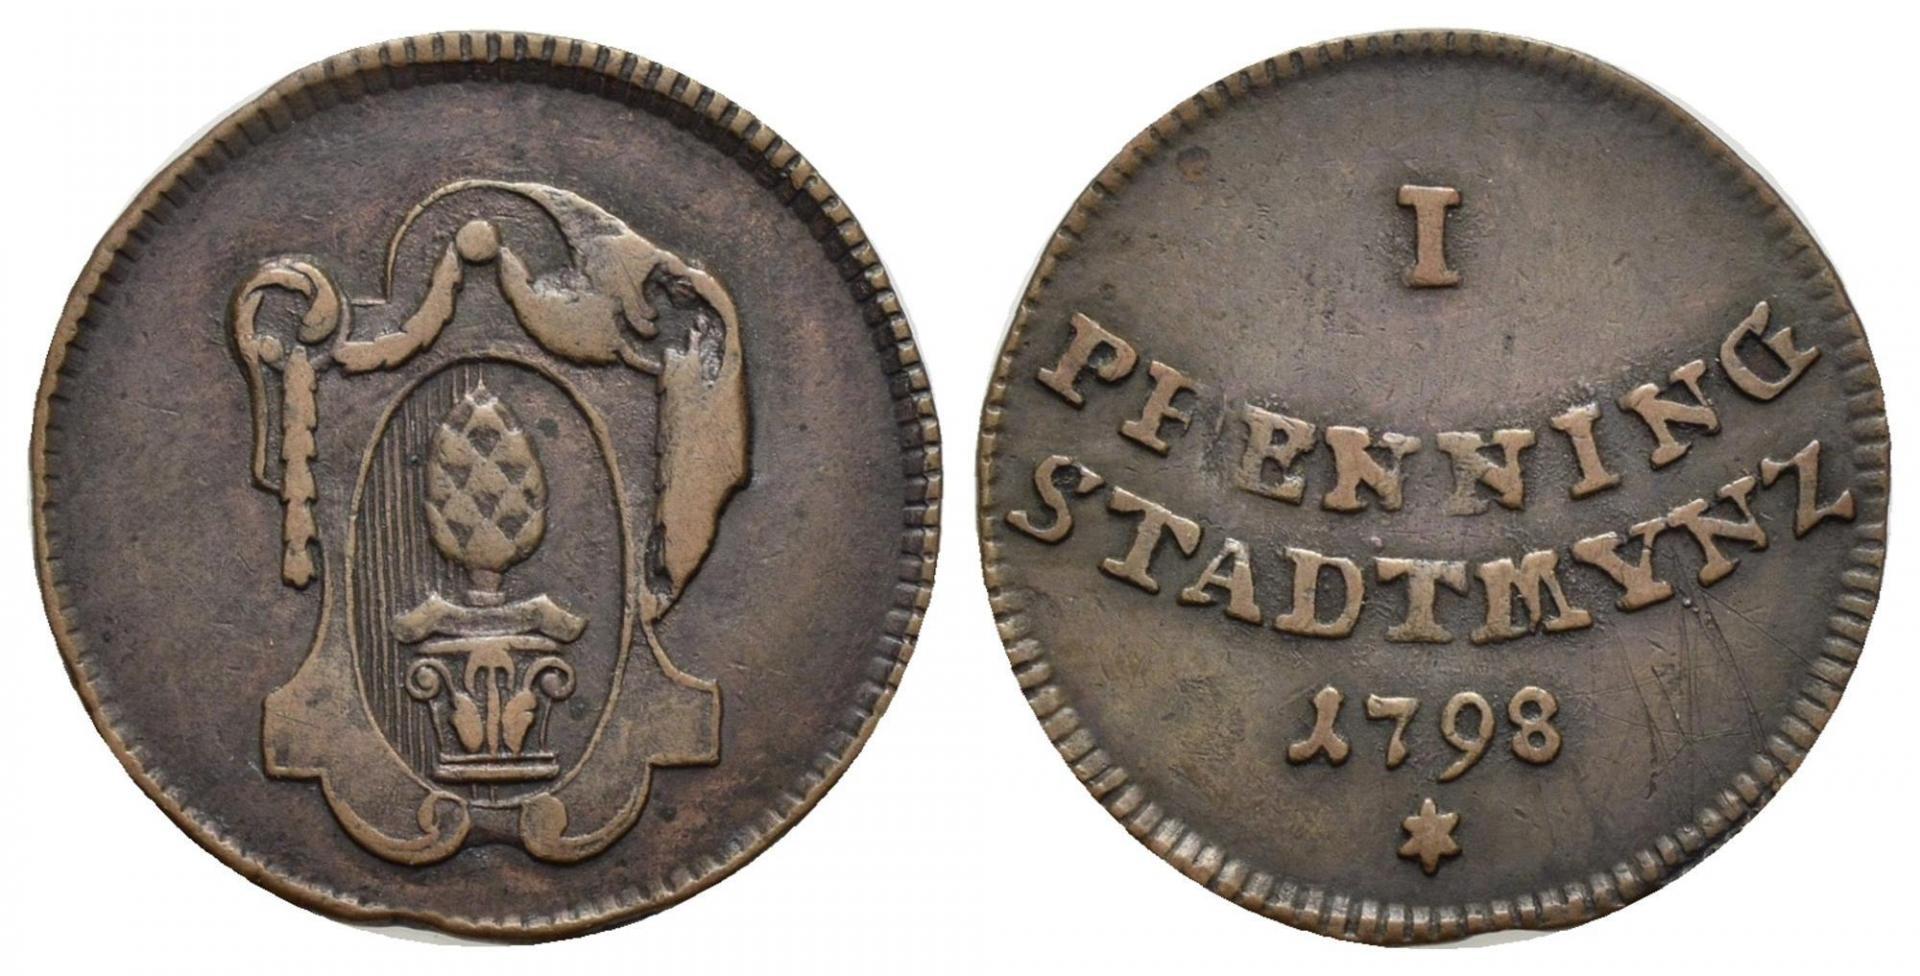 I
PFENNING
STADTMYNZ
1798